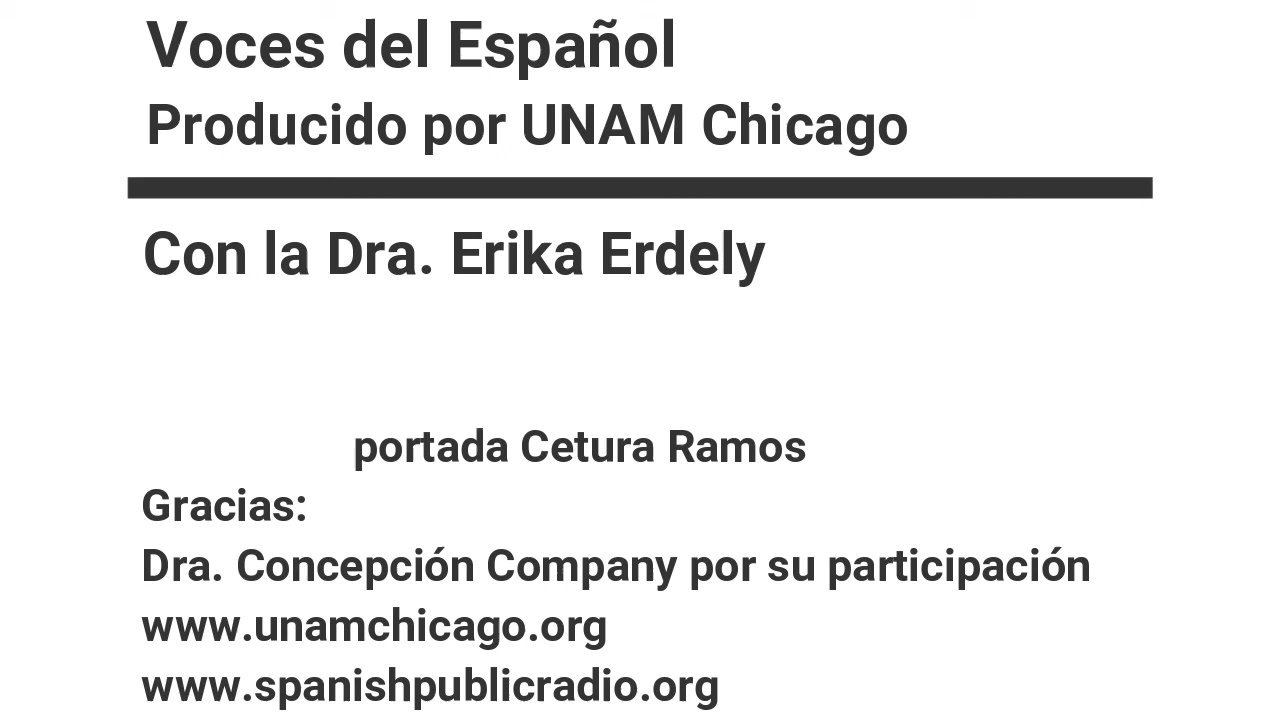 Voces del Español
Producido por UNAM Chicago
Con la Dra. Erika Erdely
portada Cetura Ramos
Gracias:
Dra. Concepción Company por su participación
www.unamchicago.org
www.spanishpublicradio.org